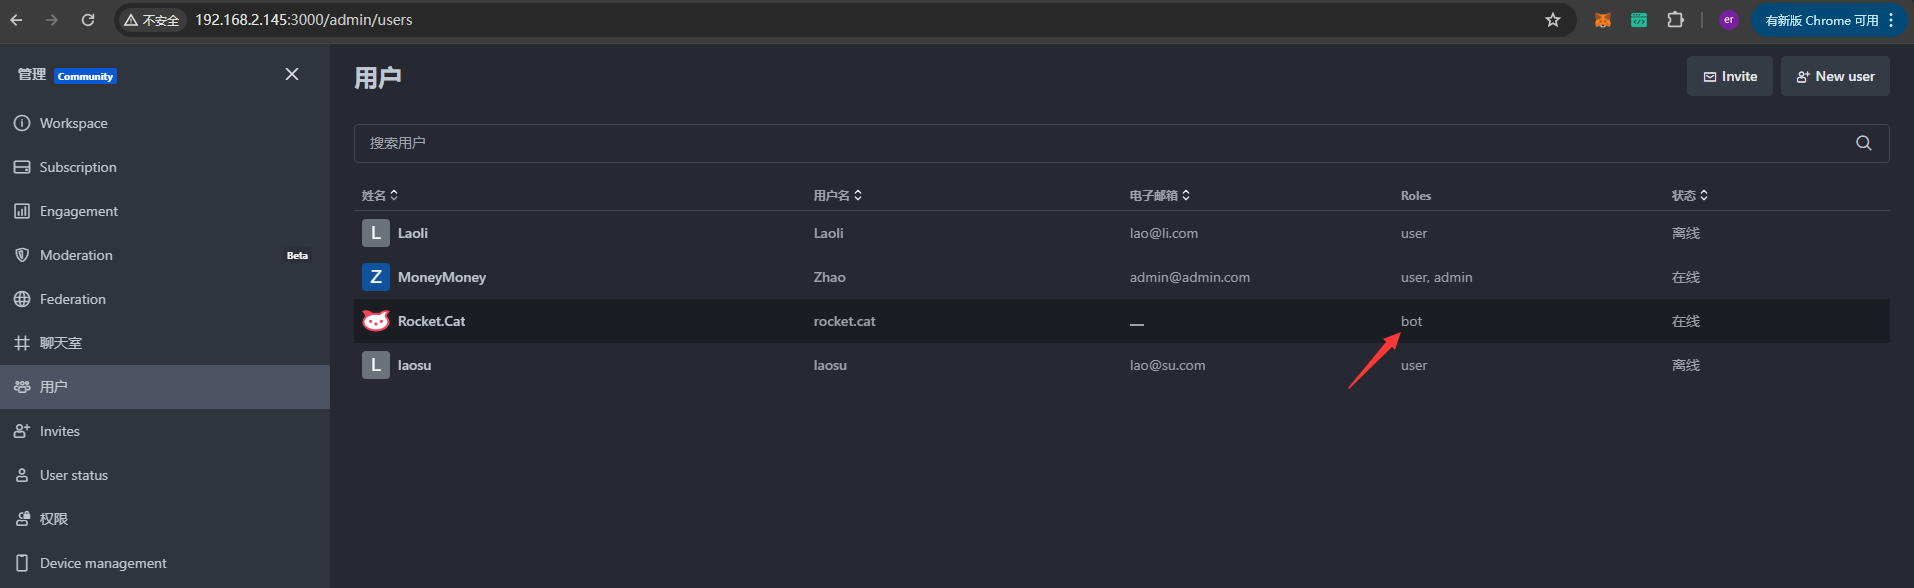 不安全 192.168.2.145:3000/admin/users er 有新版 Chrome 可用
管理 Community
Workspace
Subscription
Engagement
Moderation Beta
Federation
聊天室
用户
Invites
User status
权限
Device management
用户 Invite New user
搜索用户
姓名 用户名 电子邮箱 Roles 状态
L Laoli Laoli lao@li.com user 离线
Z MoneyMoney Zhao admin@admin.com user, admin 在线
Rocket.Cat rocket.cat — bot 在线
L laosu laosu lao@su.com user 离线